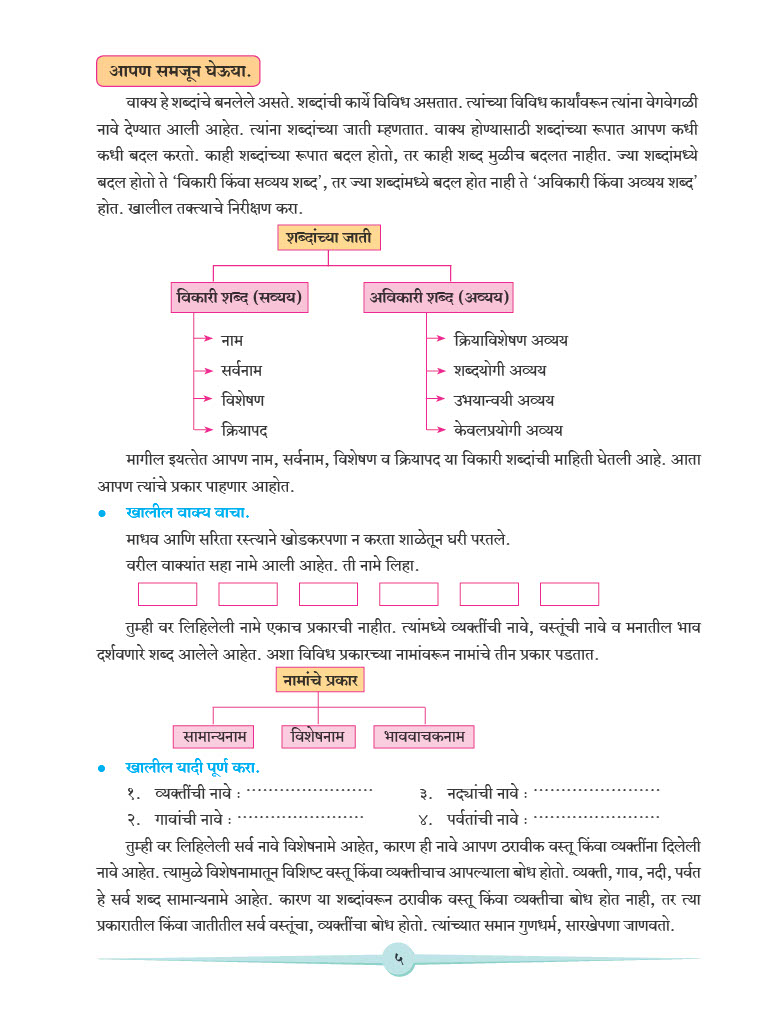 आपण समजून घेऊया.
वाक्य हे शब्दांचे बनलेले असते. शब्दांची कार्ये विविध असतात. त्यांच्या विविध कार्यांवरून त्यांना वेगवेगळी
नावे देण्यात आली आहेत. त्यांना शब्दांच्या जाती म्हणतात. वाक्य होण्यासाठी शब्दांच्या रूपात आपण कधी
कधी बदल करतो. काही शब्दांच्या रूपात बदल होतो, तर काही शब्द मुळीच बदलत नाहीत. ज्या शब्दांमध्ये
बदल होतो ते ‘विकारी किंवा सव्यय शब्द’, तर ज्या शब्दांमध्ये बदल होत नाही ते ‘अविकारी किंवा अव्यय शब्द’
होत. खालील तक्त्याचे निरीक्षण करा.
शब्दांच्या जाती
विकारी शब्द (सव्यय) अविकारी शब्द (अव्यय)
नाम क्रियाविशेषण अव्यय
सर्वनाम शब्दयोगी अव्यय
विशेषण उभयान्वयी अव्यय
क्रियापद केवलप्रयोगी अव्यय
मागील इयत्तेत आपण नाम, सर्वनाम, विशेषण व क्रियापद या विकारी शब्दांची माहिती घेतली आहे. आता
आपण त्यांचे प्रकार पाहणार आहोत.
● खालील वाक्य वाचा.
माधव आणि सरिता रस्त्याने खोडकरपणा न करता शाळेतून घरी परतले.
वरील वाक्यांत सहा नामे आली आहेत. ती नामे लिहा.
तुम्ही वर लिहिलेली नामे एकाच प्रकारची नाहीत. त्यांमध्ये व्यक्तींची नावे, वस्तूंची नावे व मनातील भाव
दर्शवणारे शब्द आलेले आहेत. अशा विविध प्रकारच्या नामांवरून नामांचे तीन प्रकार पडतात.
नामांचे प्रकार
सामान्यनाम विशेषनाम भाववाचकनाम
● खालील यादी पूर्ण करा.
१. व्यक्तींची नावे : ....................... ३. नद्यांची नावे : .......................
२. गावांची नावे : ....................... ४. पर्वतांची नावे : .......................
तुम्ही वर लिहिलेली सर्व नावे विशेषनामे आहेत, कारण ही नावे आपण ठरावीक वस्तू किंवा व्यक्तींना दिलेली
नावे आहेत. त्यामुळे विशेषनामातून विशिष्ट वस्तू किंवा व्यक्तीचाच आपल्याला बोध होतो. व्यक्ती, गाव, नदी, पर्वत
हे सर्व शब्द सामान्यनामे आहेत. कारण या शब्दांवरून ठरावीक वस्तू किंवा व्यक्तीचा बोध होत नाही, तर त्या
प्रकारातील किंवा जातीतील सर्व वस्तूंचा, व्यक्तींचा बोध होतो. त्यांच्यात समान गुणधर्म, सारखेपणा जाणवतो.
५